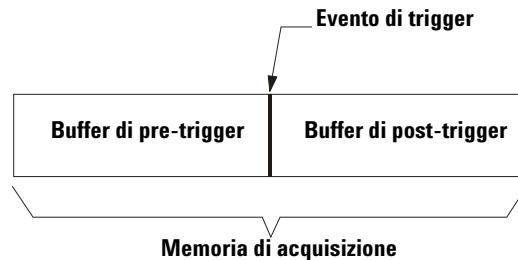 Evento di trigger
Buffer di pre-trigger
Buffer di post-trigger
Memoria di acquisizione